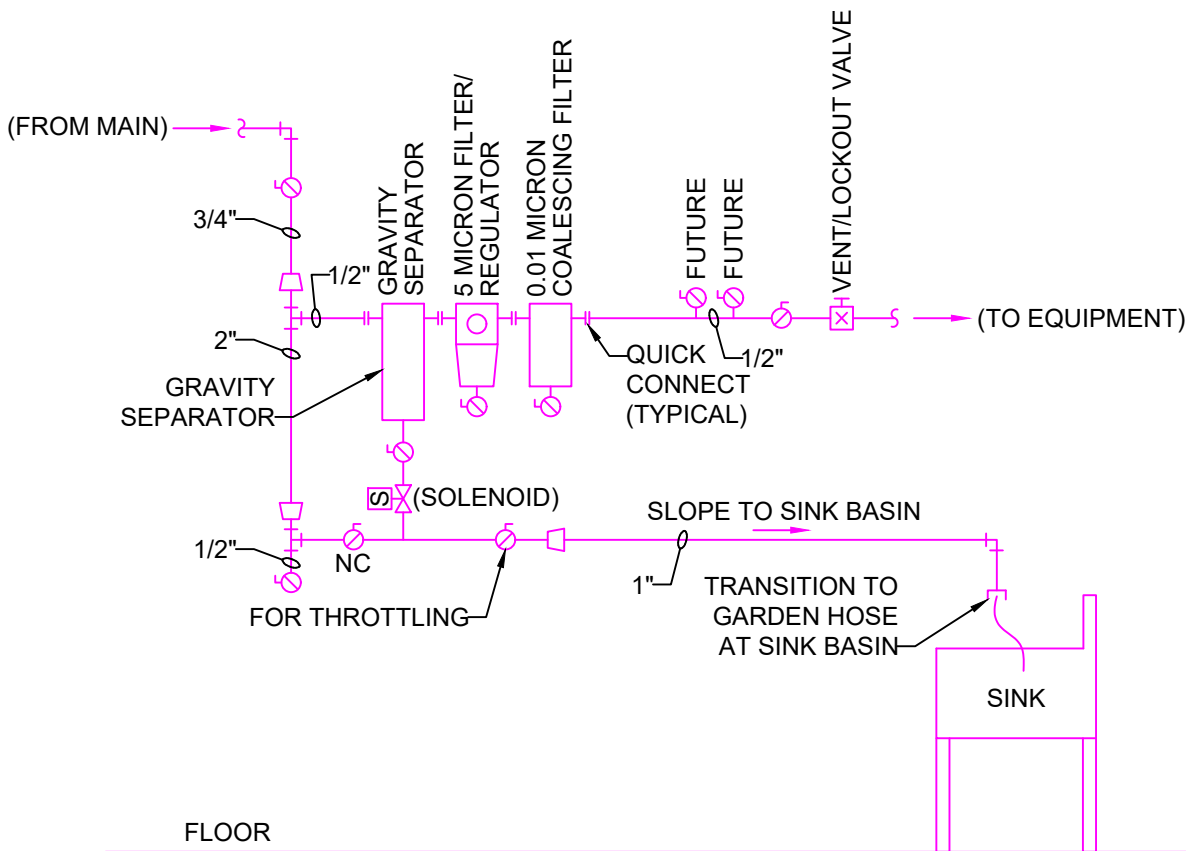 (FROM MAIN)
3/4"
1/2"
2"
GRAVITY
SEPARATOR
5 MICRON FILTER/
REGULATOR
0.01 MICRON
COALESCING FILTER
FUTURE
FUTURE
VENT/LOCKOUT VALVE
(TO EQUIPMENT)
QUICK
CONNECT
(TYPICAL)
1/2"
GRAVITY
SEPARATOR
S
(SOLENOID)
SLOPE TO SINK BASIN
1/2"
NC
FOR THROTTLING
1"
TRANSITION TO
GARDEN HOSE
AT SINK BASIN
SINK
FLOOR